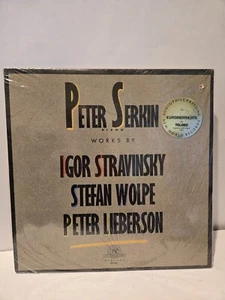 PETER SERKIN
PIANO
WORKS BY
IGOR STRAVINSKY
STEFAN WOLPE
PETER LIEBERSON